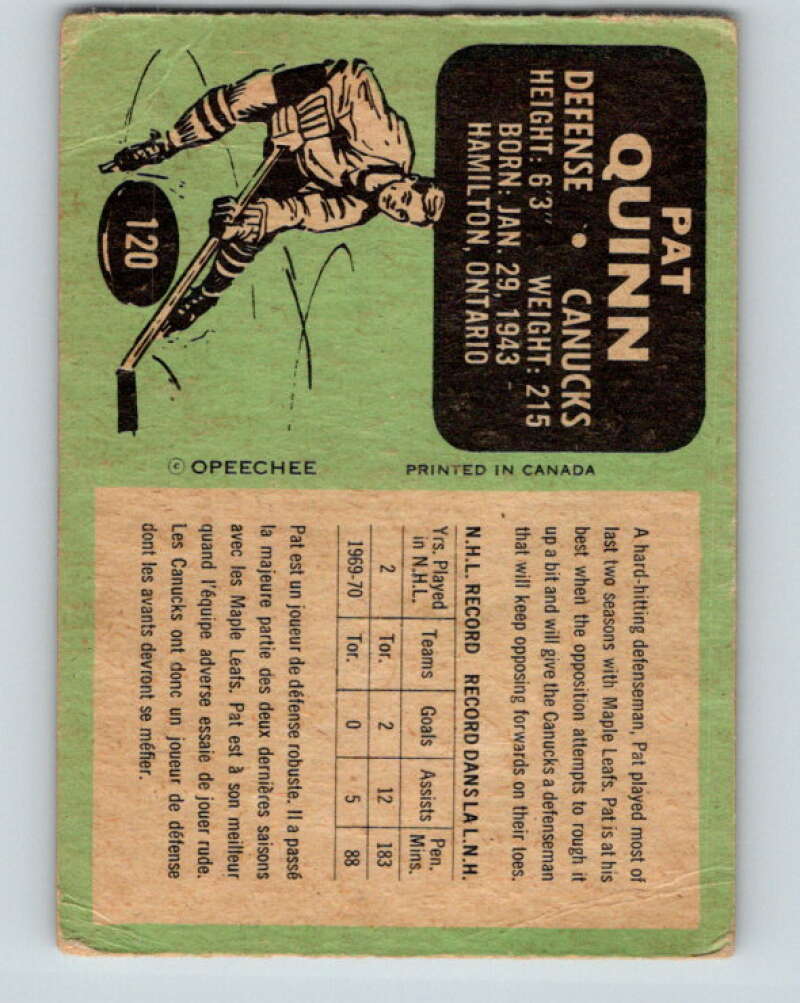 PAT
QUINN
DEFENSE • CANUCKS
HEIGHT: 6'3" WEIGHT: 215
BORN: JAN. 29, 1943
HAMILTON, ONTARIO
120
© OPEECHEE
PRINTED IN CANADA
A hard-hitting defenseman, Pat played most of
last two seasons with Maple Leafs. Pat is at his
best when the opposition attempts to rough it
up a bit and will give the Canucks a defenseman
that will keep opposing forwards on their toes.
N.H.L. RECORD RECORD DANS LA L.N.H.
Yrs. Played in N.H.L. Teams Goals Assists Pen. Mins.
2 Tor. 2 12 183
1969-70 Tor. 0 5 88
Pat est un joueur de défense robuste. Il a passé
la majeure partie des deux dernières saisons
avec les Maple Leafs. Pat est à son meilleur
quand l'équipe adverse essaie de jouer rude.
Les Canucks ont donc un joueur de défense
dont les avants devront se méfier.